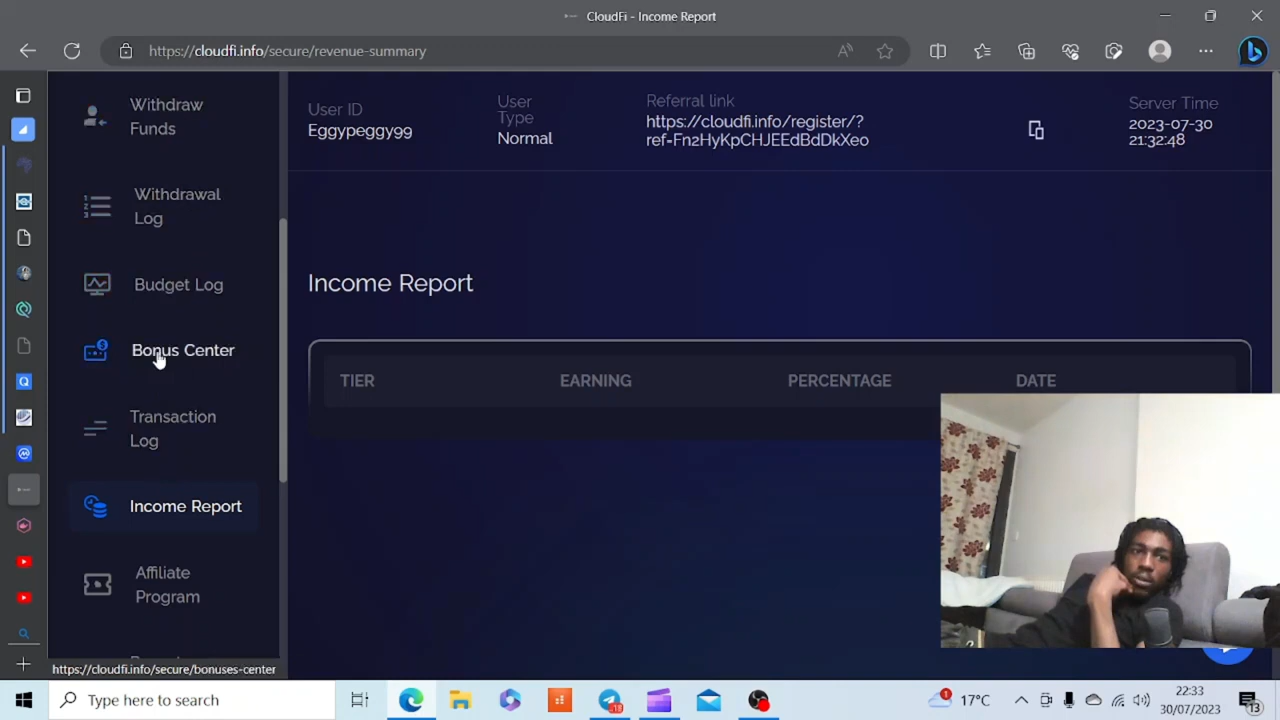 CloudFi - Income Report
https://cloudfi.info/secure/revenue-summary
Withdraw
Funds
Withdrawal
Log
Budget Log
Bonus Center
Transaction
Log
Income Report
Affiliate
Program
https://cloudfi.info/secure/bonuses-center
User ID
Eggypeggy99
User
Type
Normal
Referral link
https://cloudfi.info/register/?
ref=Fn2HyKpCHJEEdBdDkXeo
Server Time
2023-07-30
21:32:48
Income Report
TIER EARNING PERCENTAGE DATE
Type here to search
18
1
17°C
22:33
30/07/2023
13